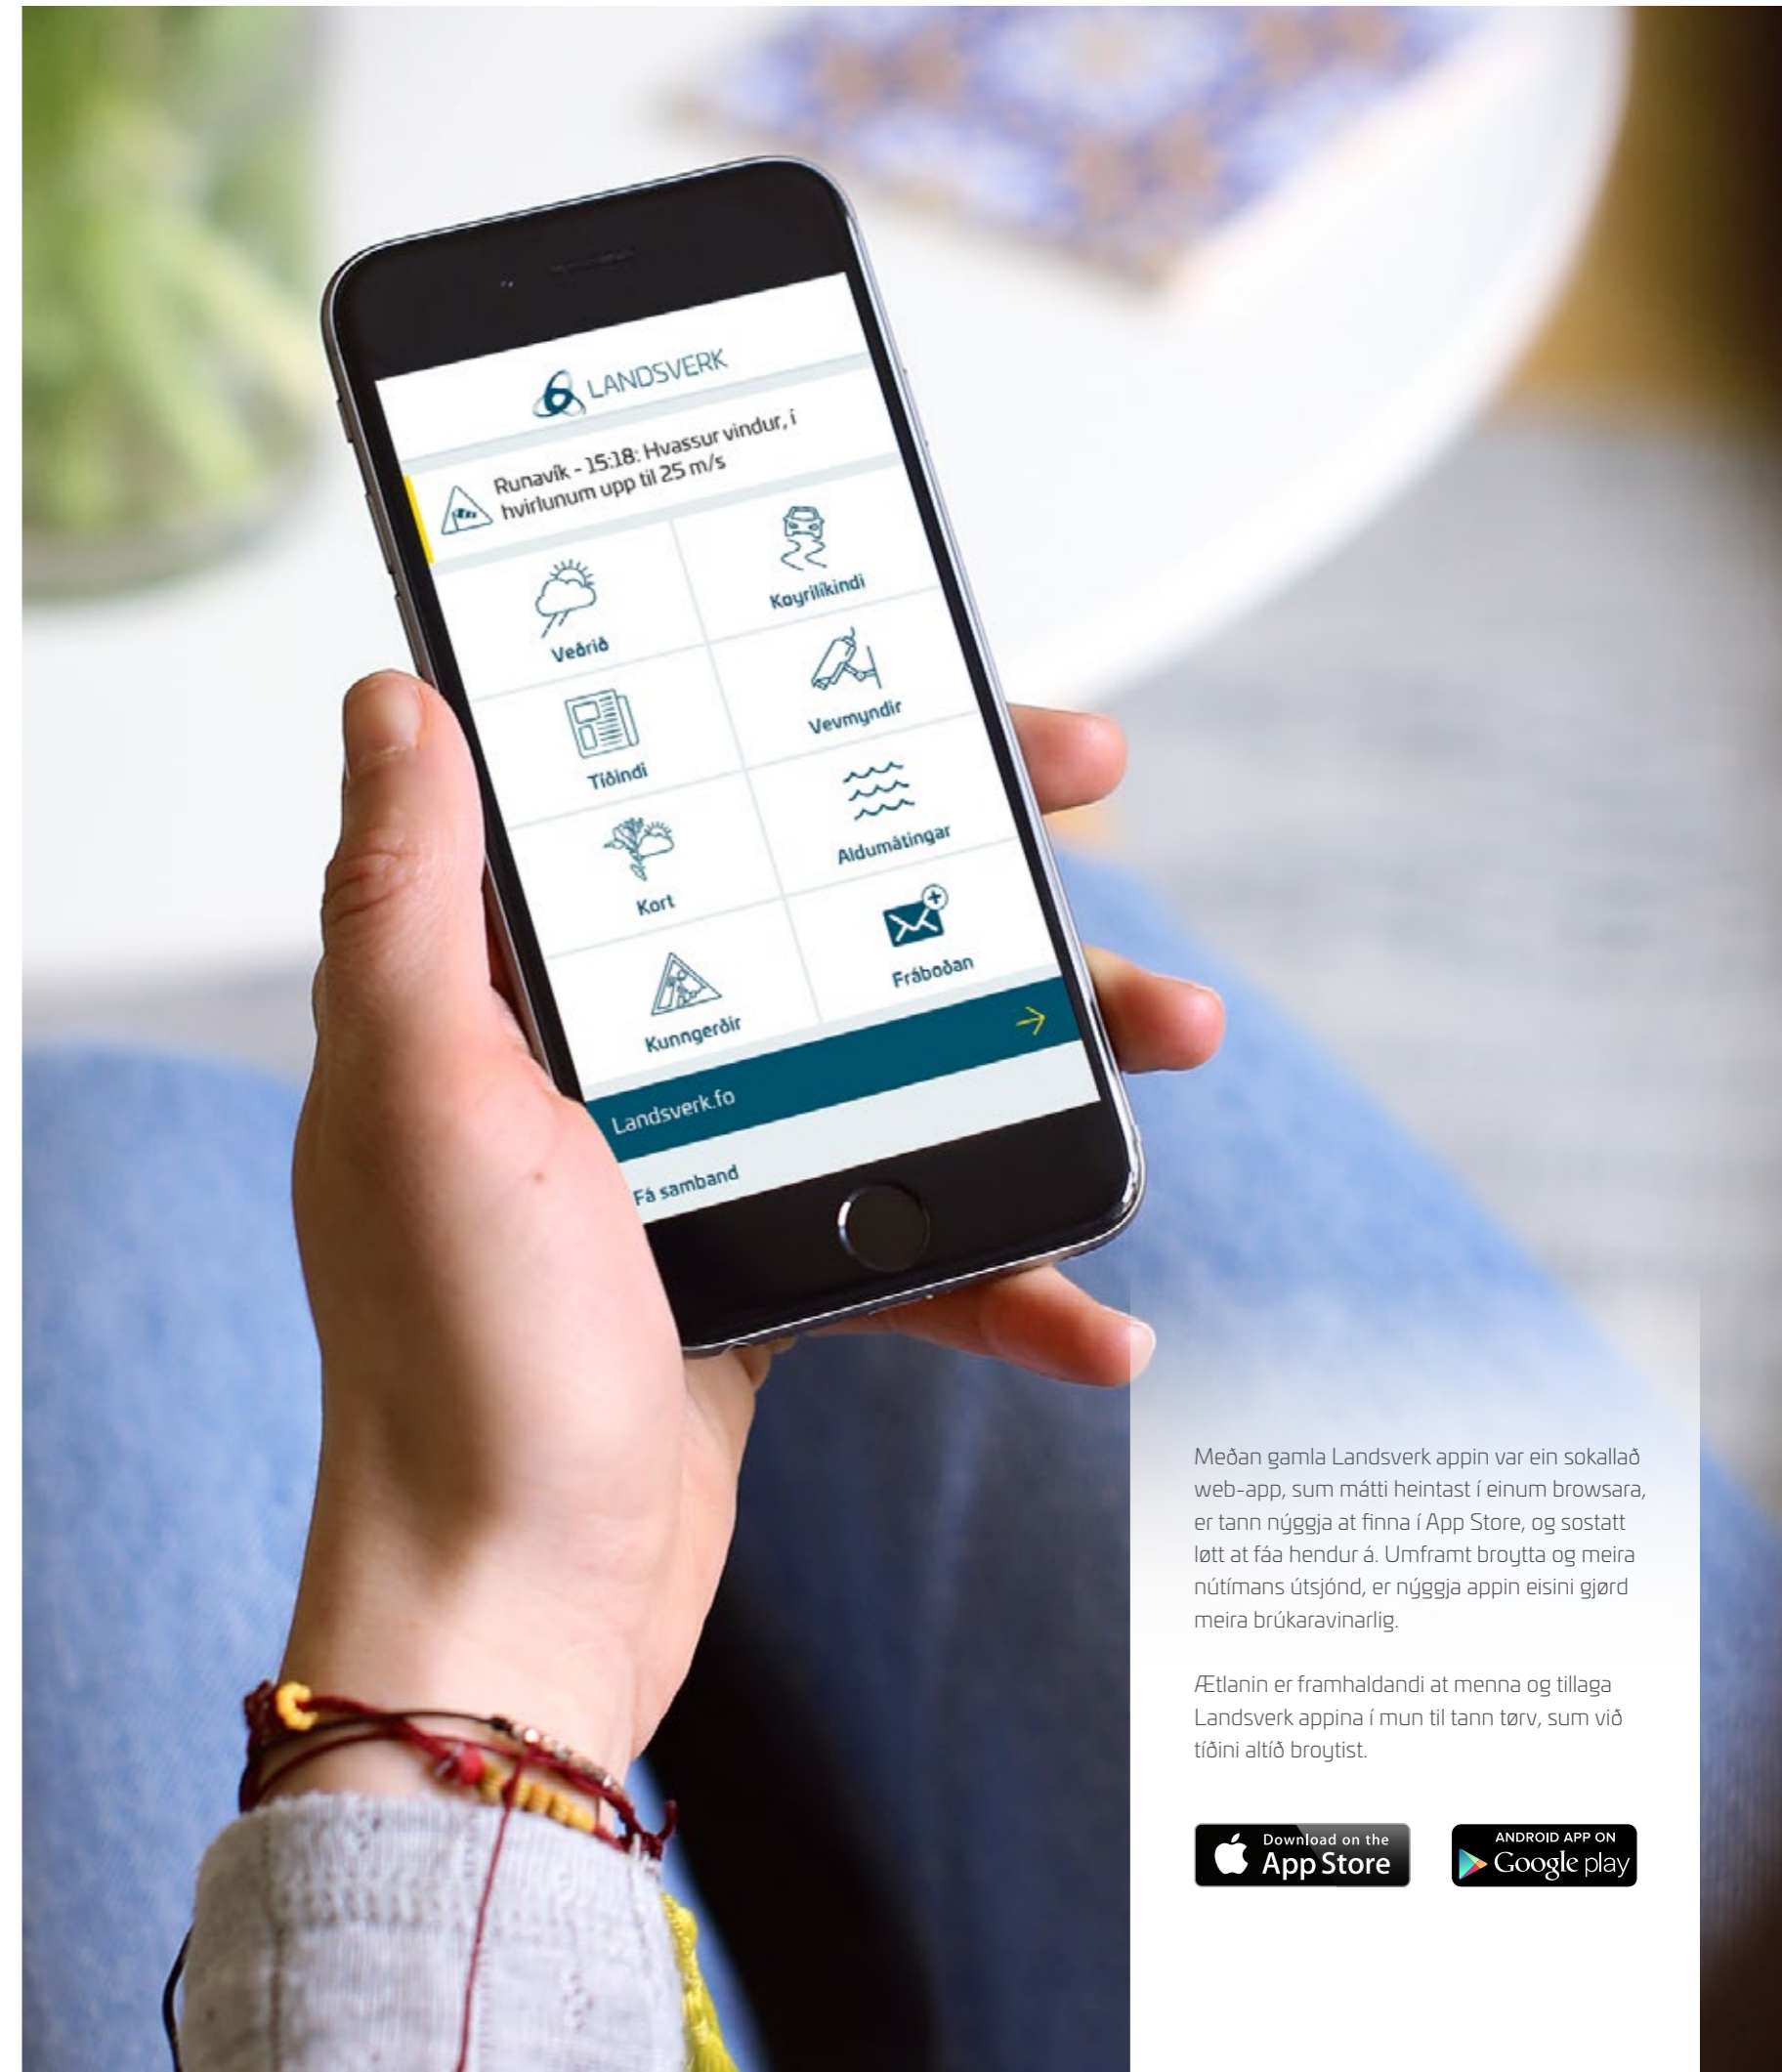 LANDSVERK
Runavík - 15:18: Hvassur vindur, í
hvirlunum upp til 25 m/s
Veðrið
Koyrilíkindi
Tíðindi
Vevmyndir
Kort
Aldumátingar
Kunngerðir
Fráboðan
Landsverk.fo
Fá samband
Meðan gamla Landsverk appin var ein sokallað
web-app, sum mátti heintast í einum browsara,
er tann nýggja at finna í App Store, og sostatt
løtt at fáa hendur á. Umframt broytta og meira
nútímans útsjónd, er nýggja appin eisini gjørd
meira brúkaravinarlig.
Ætlanin er framhaldandi at menna og tillaga
Landsverk appina í mun til tann tørv, sum við
tíðini altíð broytist.
Download on the
App Store
ANDROID APP ON
Google play